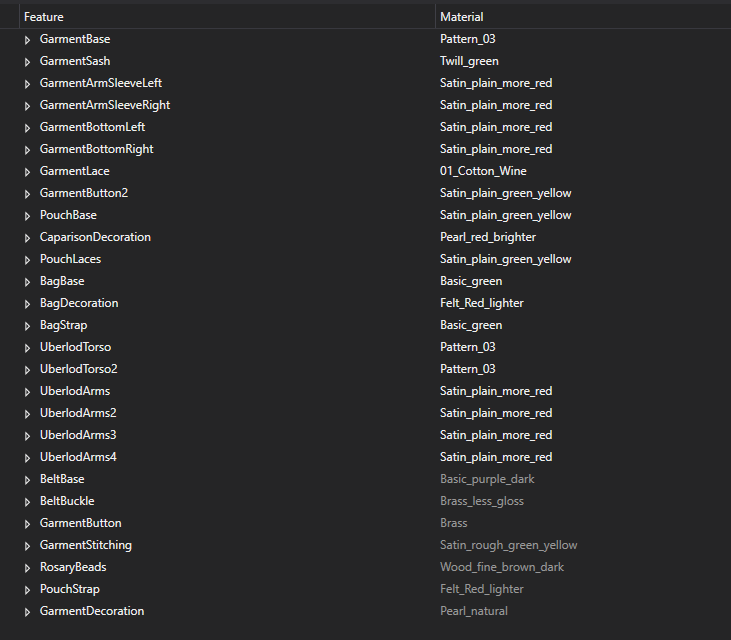 Feature Material
GarmentBase Pattern_03
GarmentSash Twill_green
GarmentArmSleeveLeft Satin_plain_more_red
GarmentArmSleeveRight Satin_plain_more_red
GarmentBottomLeft Satin_plain_more_red
GarmentBottomRight Satin_plain_more_red
GarmentLace 01_Cotton_Wine
GarmentButton2 Satin_plain_green_yellow
PouchBase Satin_plain_green_yellow
CaparisonDecoration Pearl_red_brighter
PouchLaces Satin_plain_green_yellow
BagBase Basic_green
BagDecoration Felt_Red_lighter
BagStrap Basic_green
UberlodTorso Pattern_03
UberlodTorso2 Pattern_03
UberlodArms Satin_plain_more_red
UberlodArms2 Satin_plain_more_red
UberlodArms3 Satin_plain_more_red
UberlodArms4 Satin_plain_more_red
BeltBase Basic_purple_dark
BeltBuckle Brass_less_gloss
GarmentButton Brass
GarmentStitching Satin_rough_green_yellow
RosaryBeads Wood_fine_brown_dark
PouchStrap Felt_Red_lighter
GarmentDecoration Pearl_natural